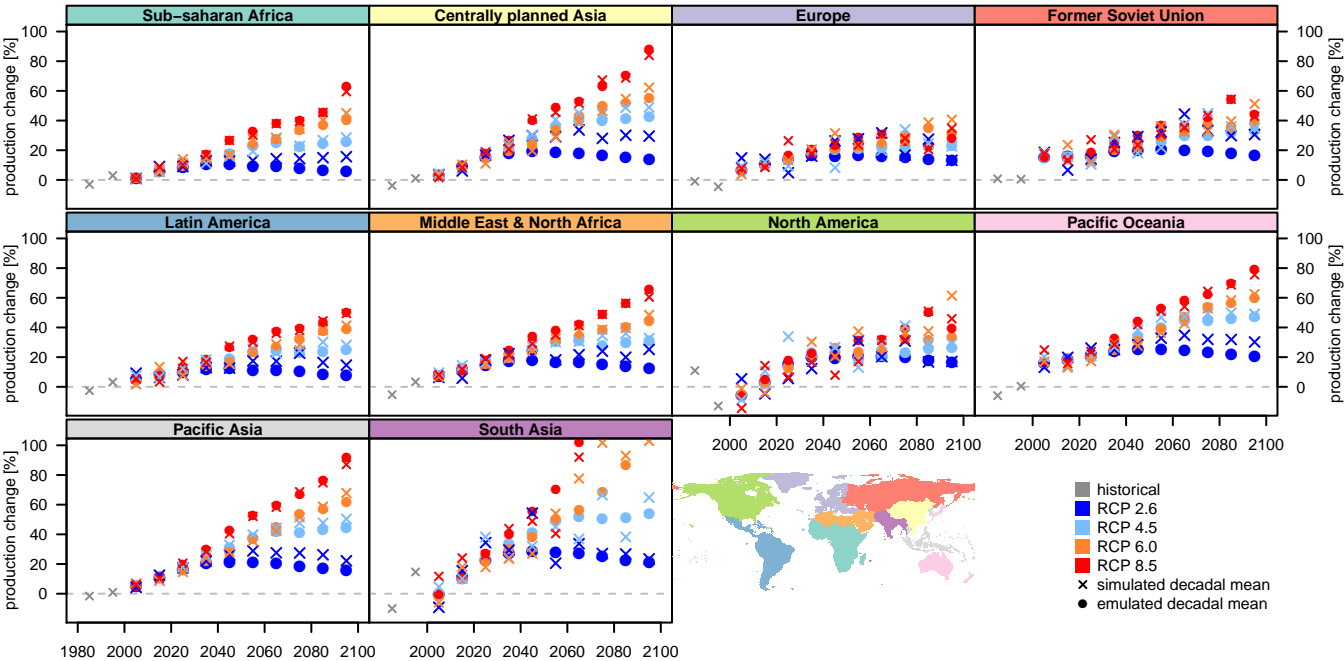 Sub−saharan Africa Centrally planned Asia Europe Former Soviet Union
production change [%]
100
80
60
40
20
0
100
80
60
40
20
0
production change [%]
Latin America Middle East & North Africa North America Pacific Oceania
production change [%]
100
80
60
40
20
0
100
80
60
40
20
0
production change [%]
2000 2020 2040 2060 2080 2100 2000 2020 2040 2060 2080 2100
Pacific Asia South Asia
production change [%]
100
80
60
40
20
0
1980 2000 2020 2040 2060 2080 2100 2000 2020 2040 2060 2080 2100
historical
RCP 2.6
RCP 4.5
RCP 6.0
RCP 8.5
simulated decadal mean
emulated decadal mean